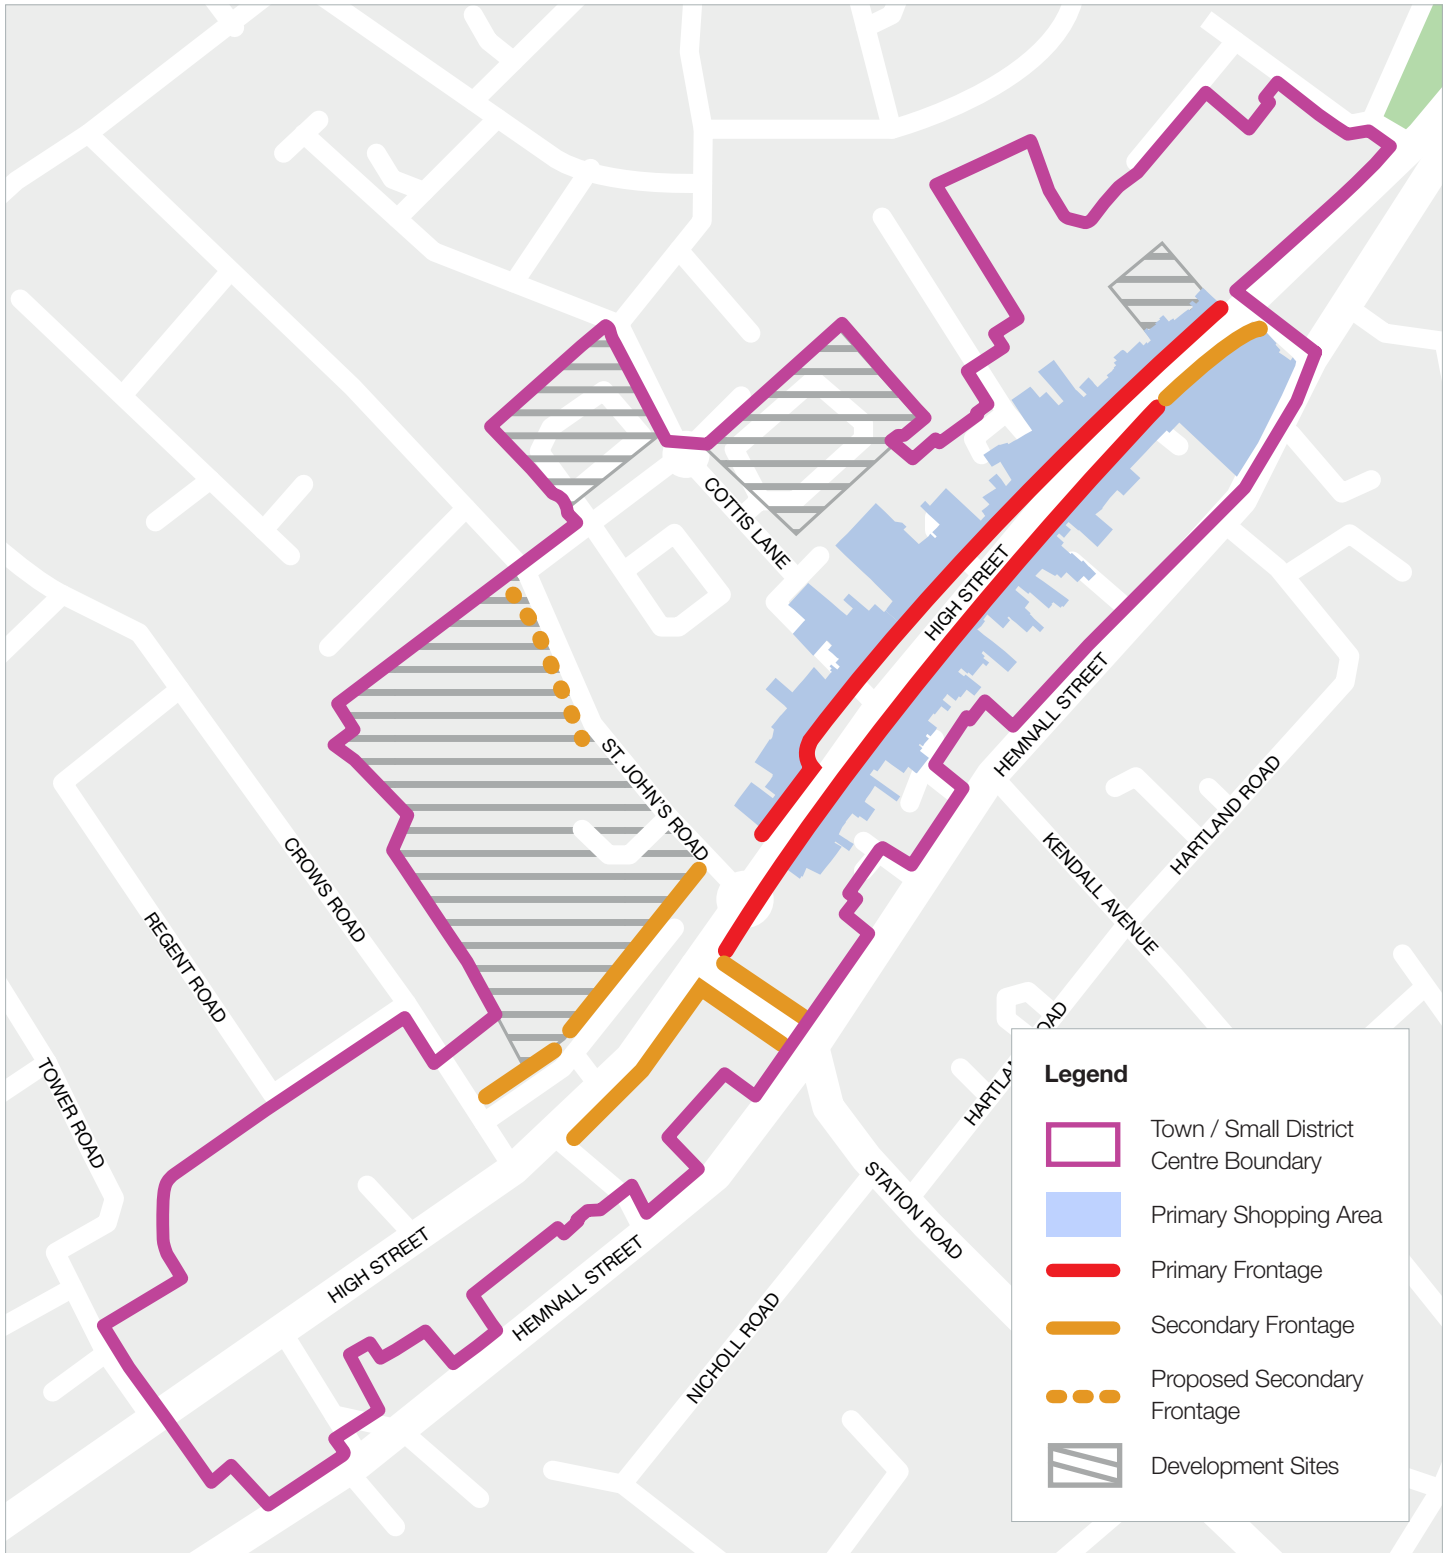 COTTIS LANE
HIGH STREET
HEMNALL STREET
ST. JOHN'S ROAD
HARTLAND ROAD
KENDALL AVENUE
CROWS ROAD
REGENT ROAD
TOWER ROAD
HARTLA OAD
STATION ROAD
HIGH STREET
HEMNALL STREET
NICHOLL ROAD
Legend
Town / Small District
Centre Boundary
Primary Shopping Area
Primary Frontage
Secondary Frontage
Proposed Secondary
Frontage
Development Sites